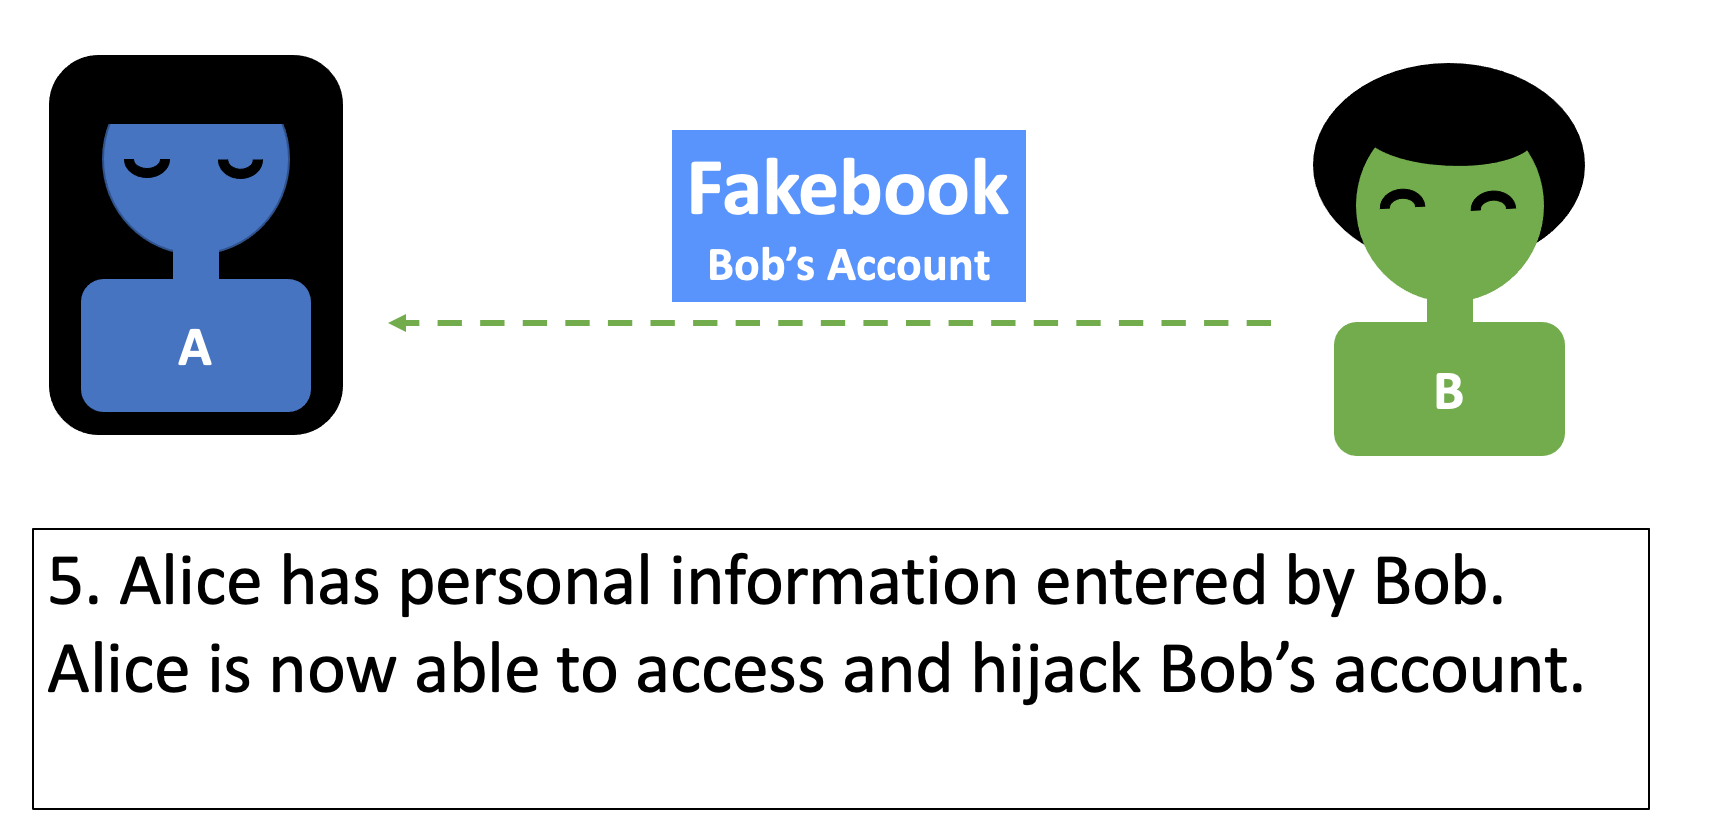 Fakebook
Bob’s Account
A
B
5. Alice has personal information entered by Bob.
Alice is now able to access and hijack Bob’s account.